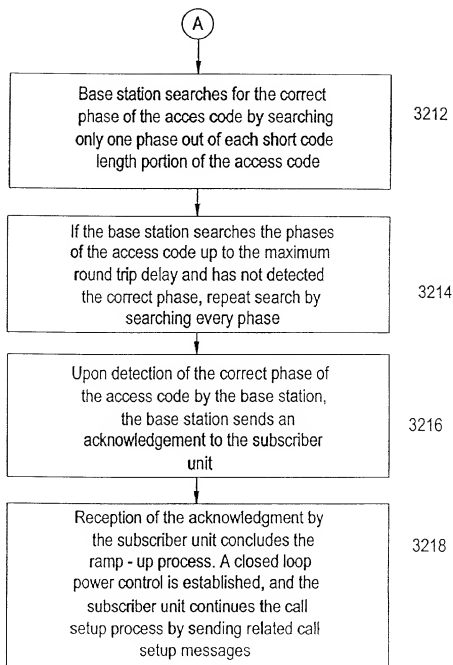 A
Base station searches for the correct
phase of the acces code by searching
only one phase out of each short code
length portion of the access code
3212
If the base station searches the phases
of the access code up to the maximum
round trip delay and has not detected
the correct phase, repeat search by
searching every phase
3214
Upon detection of the correct phase of
the access code by the base station,
the base station sends an
acknowledgement to the subscriber
unit
3216
Reception of the acknowledgment by
the subscriber unit concludes the
ramp - up process. A closed loop
power control is established, and the
subscriber unit continues the call
setup process by sending related call
setup messages
3218